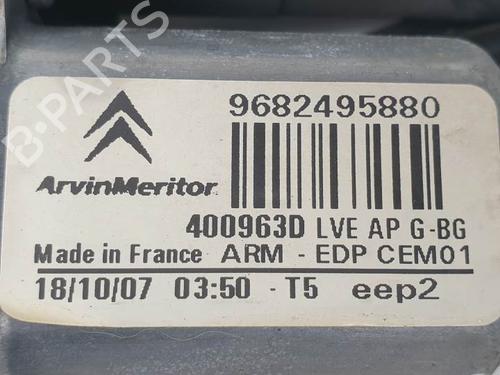 9682495880
ArvinMeritor
400963D LVE AP G-BG
Made in France ARM - EDP CEM01
18/10/07 03:50 - T5 eep2
B-PARTS